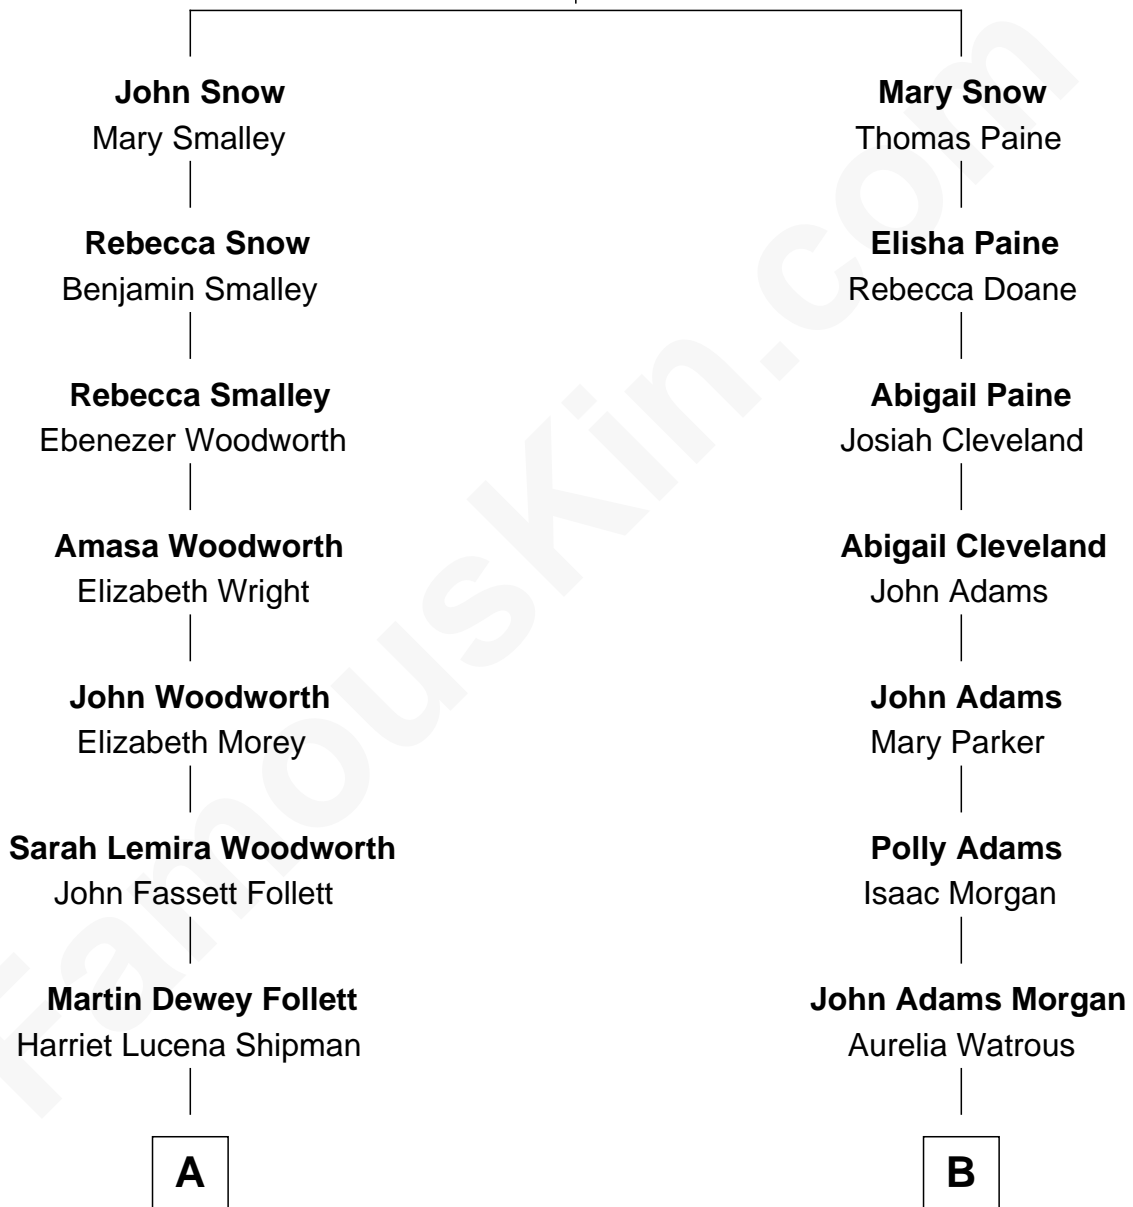 John Snow
Mary Smalley
Mary Snow
Thomas Paine
Rebecca Snow
Benjamin Smalley
Elisha Paine
Rebecca Doane
Rebecca Smalley
Ebenezer Woodworth
Abigail Paine
Josiah Cleveland
Amasa Woodworth
Elizabeth Wright
Abigail Cleveland
John Adams
John Woodworth
Elizabeth Morey
John Adams
Mary Parker
Sarah Lemira Woodworth
John Fassett Follett
Polly Adams
Isaac Morgan
Martin Dewey Follett
Harriet Lucena Shipman
John Adams Morgan
Aurelia Watrous
A
B
FamousKin.com